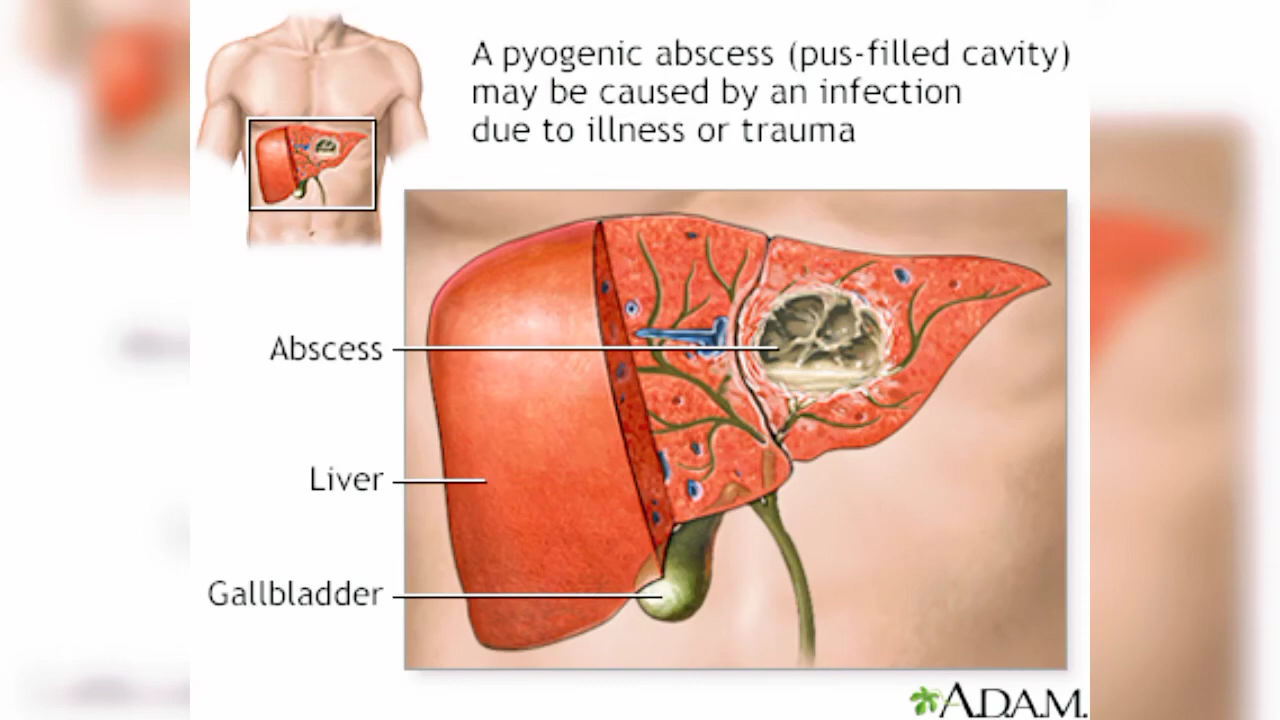 A pyogenic abscess (pus-filled cavity)
may be caused by an infection
due to illness or trauma
Abscess
Liver
Gallbladder
A.D.A.M.